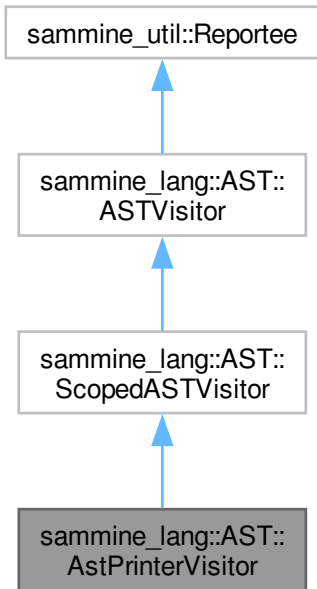 sammine_util::Reportee
sammine_lang::AST::
ASTVisitor
sammine_lang::AST::
ScopedASTVisitor
sammine_lang::AST::
AstPrinterVisitor